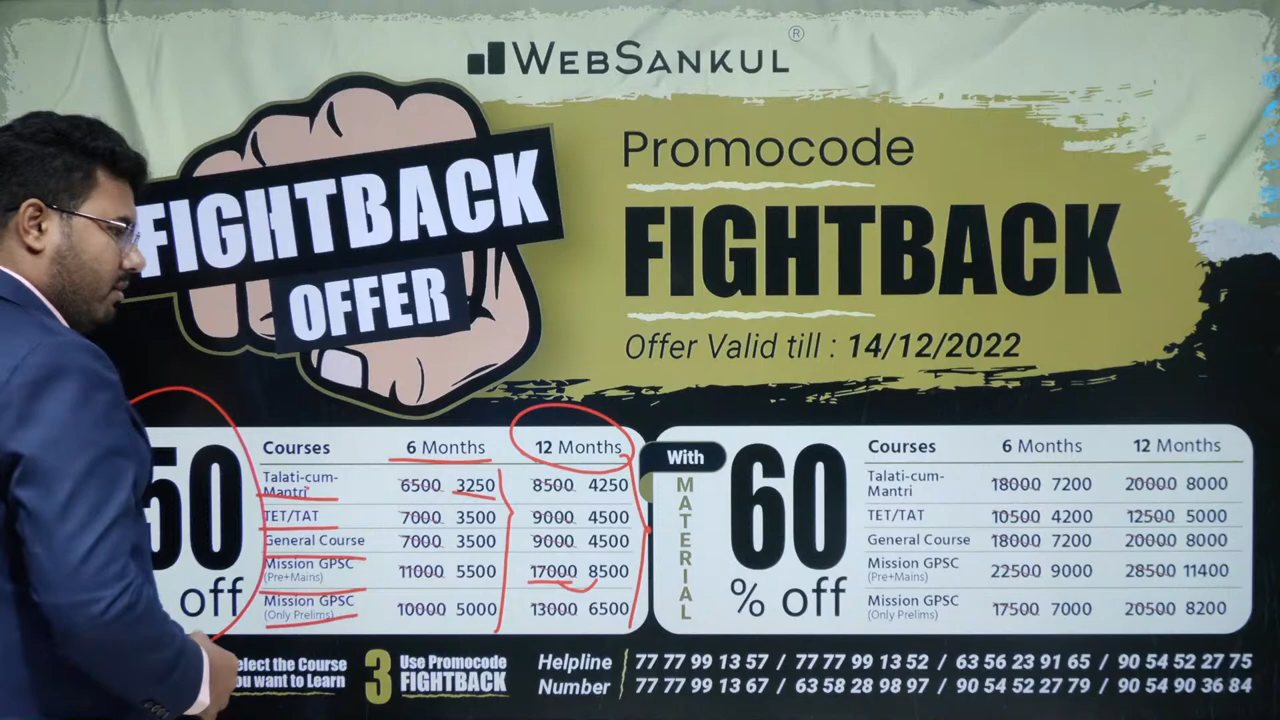 WEBSANKUL®
FIGHTBACK
OFFER
Promocode
FIGHTBACK
Offer Valid till : 14/12/2022
50
off
Courses 6 Months 12 Months
Talati-cum-
Mantri 6500 3250 8500 4250
TET/TAT 7000 3500 9000 4500
General Course 7000 3500 9000 4500
Mission GPSC
(Pre+Mains) 11000 5500 17000 8500
Mission GPSC
(Only Prelims) 10000 5000 13000 6500
With
MATERIAL
60
% off
Courses 6 Months 12 Months
Talati-cum-
Mantri 18000 7200 20000 8000
TET/TAT 10500 4200 12500 5000
General Course 18000 7200 20000 8000
Mission GPSC
(Pre+Mains) 22500 9000 28500 11400
Mission GPSC
(Only Prelims) 17500 7000 20500 8200
elect the Course
ou want to Learn
3 Use Promocode
FIGHTBACK
Helpline 77 77 99 13 57 / 77 77 99 13 52 / 63 56 23 91 65 / 90 54 52 27 75
Number 77 77 99 13 67 / 63 58 28 98 97 / 90 54 52 27 79 / 90 54 90 36 84